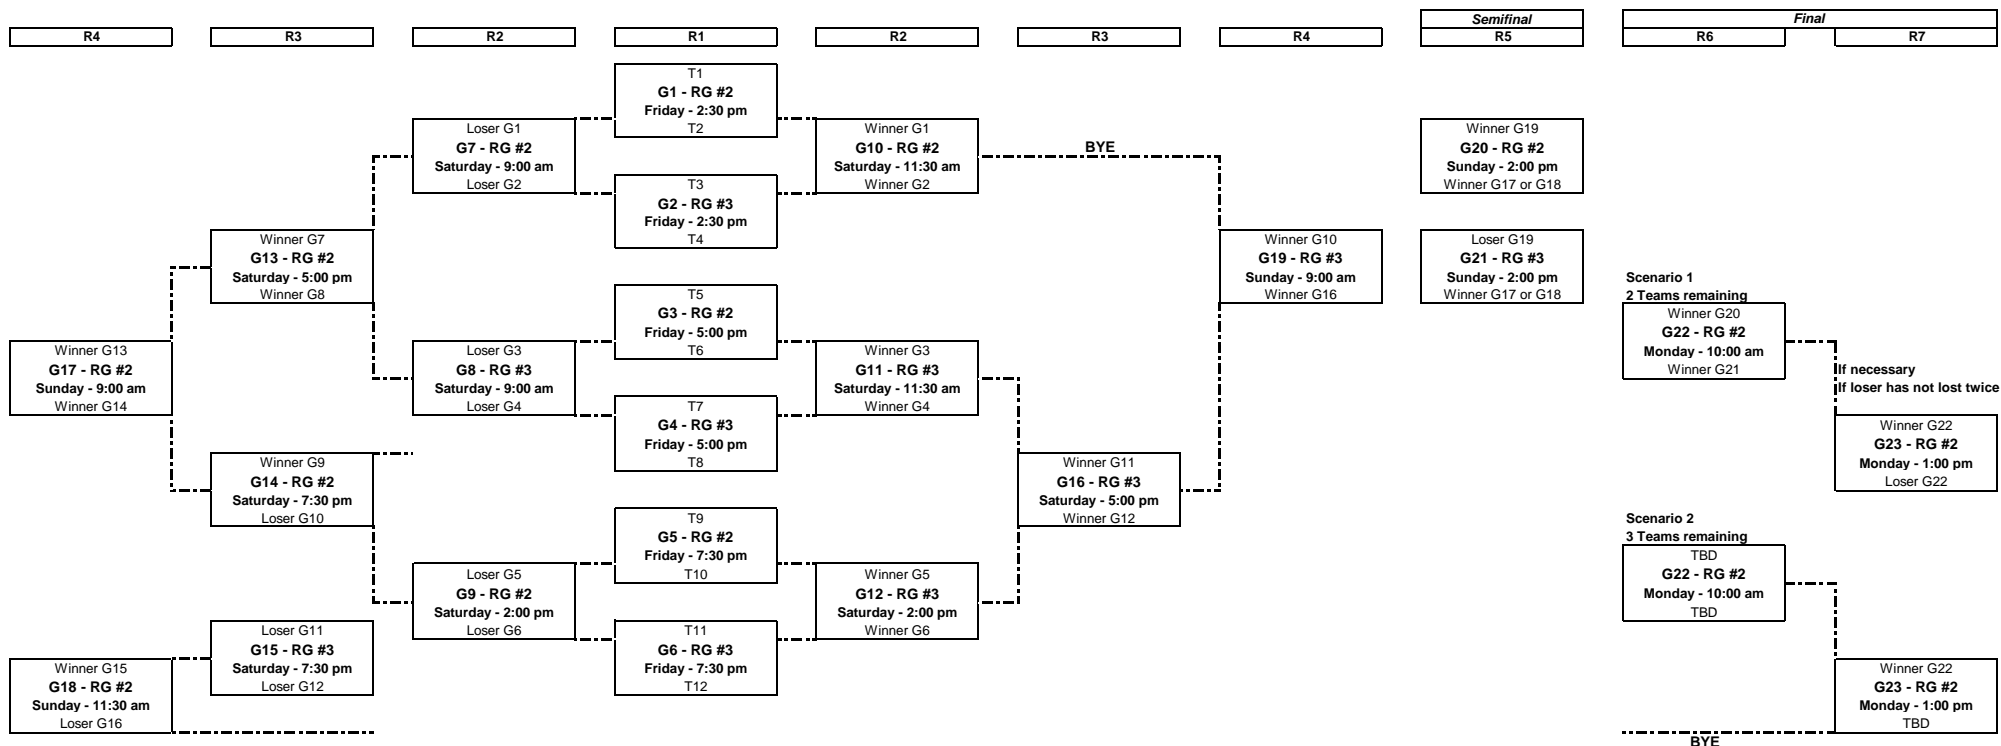 Semifinal
Final
R4
R3
R2
R1
R2
R3
R4
R5
R6
R7
Winner G13
G17 - RG #2
Sunday - 9:00 am
Winner G14
Winner G15
G18 - RG #2
Sunday - 11:30 am
Loser G16
Winner G7
G13 - RG #2
Saturday - 5:00 pm
Winner G8
Winner G9
G14 - RG #2
Saturday - 7:30 pm
Loser G10
Loser G11
G15 - RG #3
Saturday - 7:30 pm
Loser G12
Loser G1
G7 - RG #2
Saturday - 9:00 am
Loser G2
Loser G3
G8 - RG #3
Saturday - 9:00 am
Loser G4
Loser G5
G9 - RG #2
Saturday - 2:00 pm
Loser G6
T1
G1 - RG #2
Friday - 2:30 pm
T2
T3
G2 - RG #3
Friday - 2:30 pm
T4
T5
G3 - RG #2
Friday - 5:00 pm
T6
T7
G4 - RG #3
Friday - 5:00 pm
T8
T9
G5 - RG #2
Friday - 7:30 pm
T10
T11
G6 - RG #3
Friday - 7:30 pm
T12
Winner G1
G10 - RG #2
Saturday - 11:30 am
Winner G2
Winner G3
G11 - RG #3
Saturday - 11:30 am
Winner G4
Winner G5
G12 - RG #3
Saturday - 2:00 pm
Winner G6
BYE
Winner G11
G16 - RG #3
Saturday - 5:00 pm
Winner G12
Winner G10
G19 - RG #3
Sunday - 9:00 am
Winner G16
Winner G19
G20 - RG #2
Sunday - 2:00 pm
Winner G17 or G18
Loser G19
G21 - RG #3
Sunday - 2:00 pm
Winner G17 or G18
Scenario 1
2 Teams remaining
Winner G20
G22 - RG #2
Monday - 10:00 am
Winner G21
If necessary
If loser has not lost twice
Winner G22
G23 - RG #2
Monday - 1:00 pm
Loser G22
Scenario 2
3 Teams remaining
TBD
G22 - RG #2
Monday - 10:00 am
TBD
Winner G22
G23 - RG #2
Monday - 1:00 pm
TBD
BYE